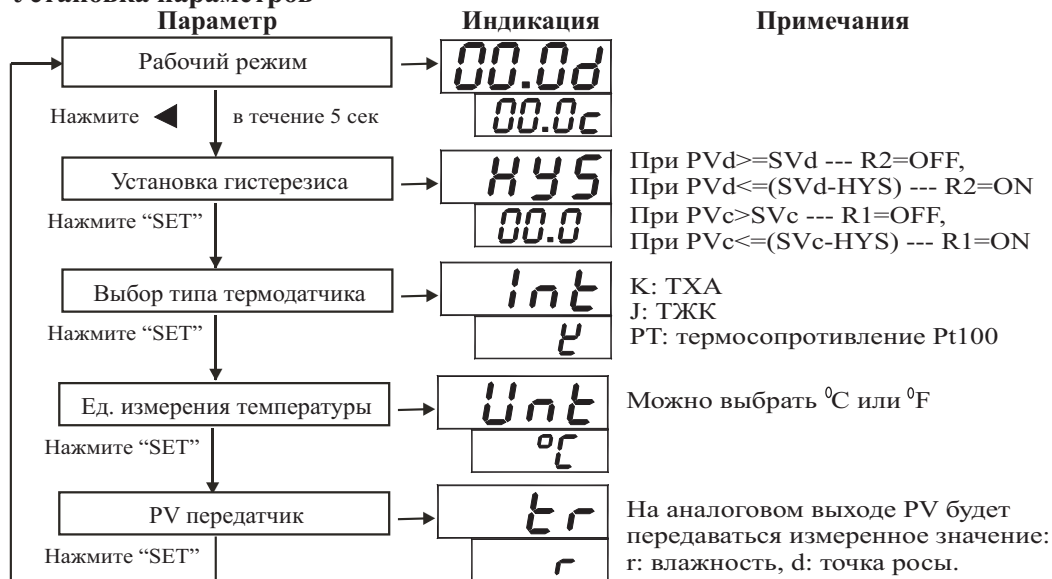 Установка параметров
Параметр Индикация Примечания
Рабочий режим
00.0d
00.0c
Нажмите ◀ в течение 5 сек
Установка гистерезиса
HYS
00.0
При PVd>=SVd --- R2=OFF,
При PVd<=(SVd-HYS) --- R2=ON
При PVc>SVc --- R1=OFF,
При PVc<=(SVc-HYS) --- R1=ON
Нажмите “SET”
Выбор типа термодатчика
Int
K: ТХА
J: ТЖК
PT: термосопротивление Pt100
Нажмите “SET”
Ед. измерения температуры
Unt
°C
Можно выбрать ⁰C или ⁰F
Нажмите “SET”
PV передатчик
tr
r
На аналоговом выходе PV будет
передаваться измеренное значение:
r: влажность, d: точка росы.
Нажмите “SET”